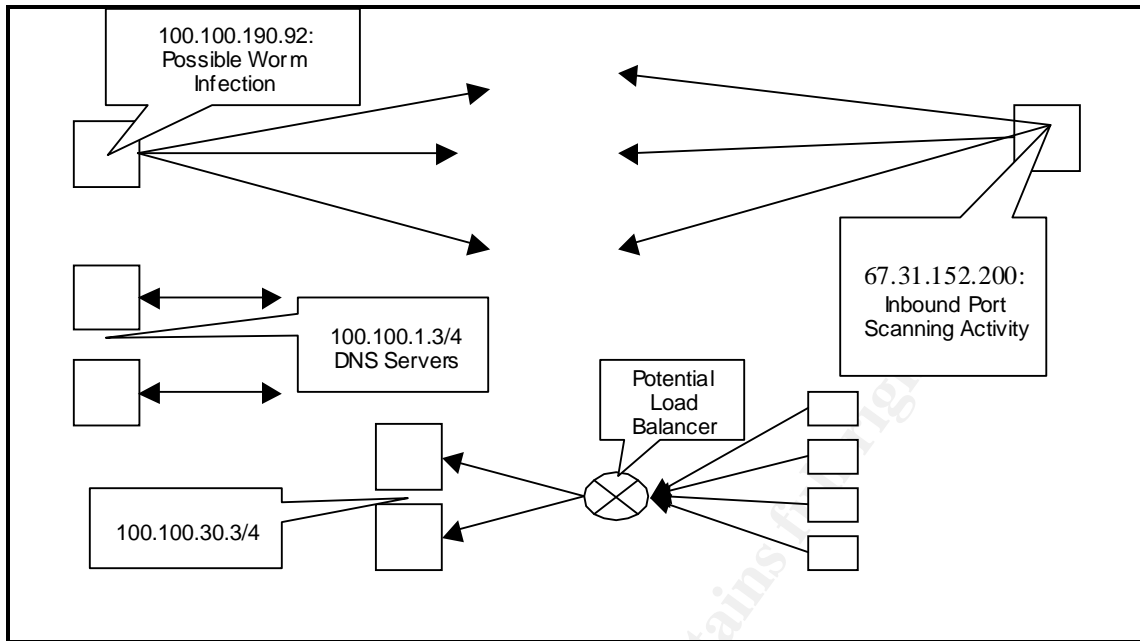 100.100.190.92:
Possible Worm
Infection
67.31.152.200:
Inbound Port
Scanning Activity
100.100.1.3/4
DNS Servers
Potential
Load
Balancer
100.100.30.3/4